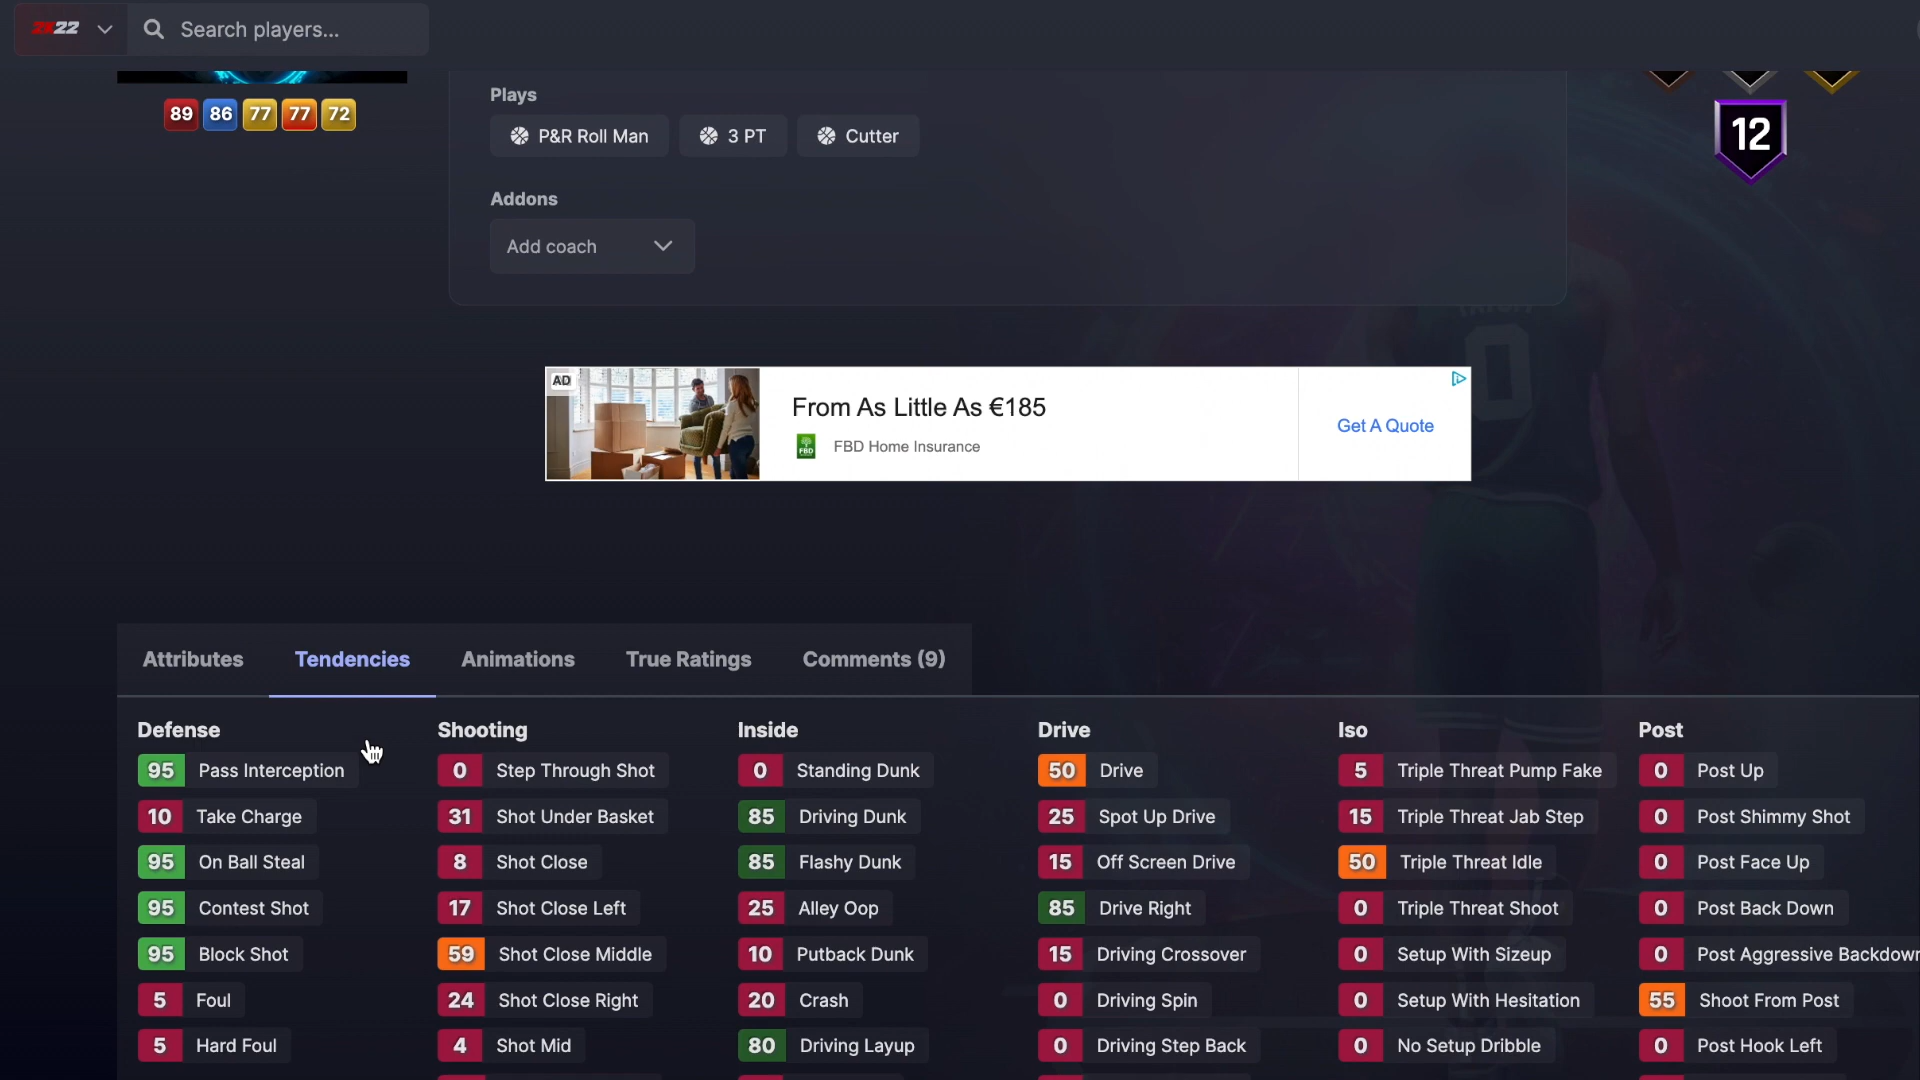 2K22
Search players...
89 86 77 77 72
Plays
P&R Roll Man
3 PT
Cutter
12
Addons
Add coach
0
AD
From As Little As €185
FBD
FBD Home Insurance
Get A Quote
Attributes
Tendencies
Animations
True Ratings
Comments (9)
Defense
95 Pass Interception
10 Take Charge
95 On Ball Steal
95 Contest Shot
95 Block Shot
5 Foul
5 Hard Foul
Shooting
0 Step Through Shot
31 Shot Under Basket
8 Shot Close
17 Shot Close Left
59 Shot Close Middle
24 Shot Close Right
4 Shot Mid
Inside
0 Standing Dunk
85 Driving Dunk
85 Flashy Dunk
25 Alley Oop
10 Putback Dunk
20 Crash
80 Driving Layup
Drive
50 Drive
25 Spot Up Drive
15 Off Screen Drive
85 Drive Right
15 Driving Crossover
0 Driving Spin
0 Driving Step Back
Iso
5 Triple Threat Pump Fake
15 Triple Threat Jab Step
50 Triple Threat Idle
0 Triple Threat Shoot
0 Setup With Sizeup
0 Setup With Hesitation
0 No Setup Dribble
Post
0 Post Up
0 Post Shimmy Shot
0 Post Face Up
0 Post Back Down
0 Post Aggressive Backdown
55 Shoot From Post
0 Post Hook Left